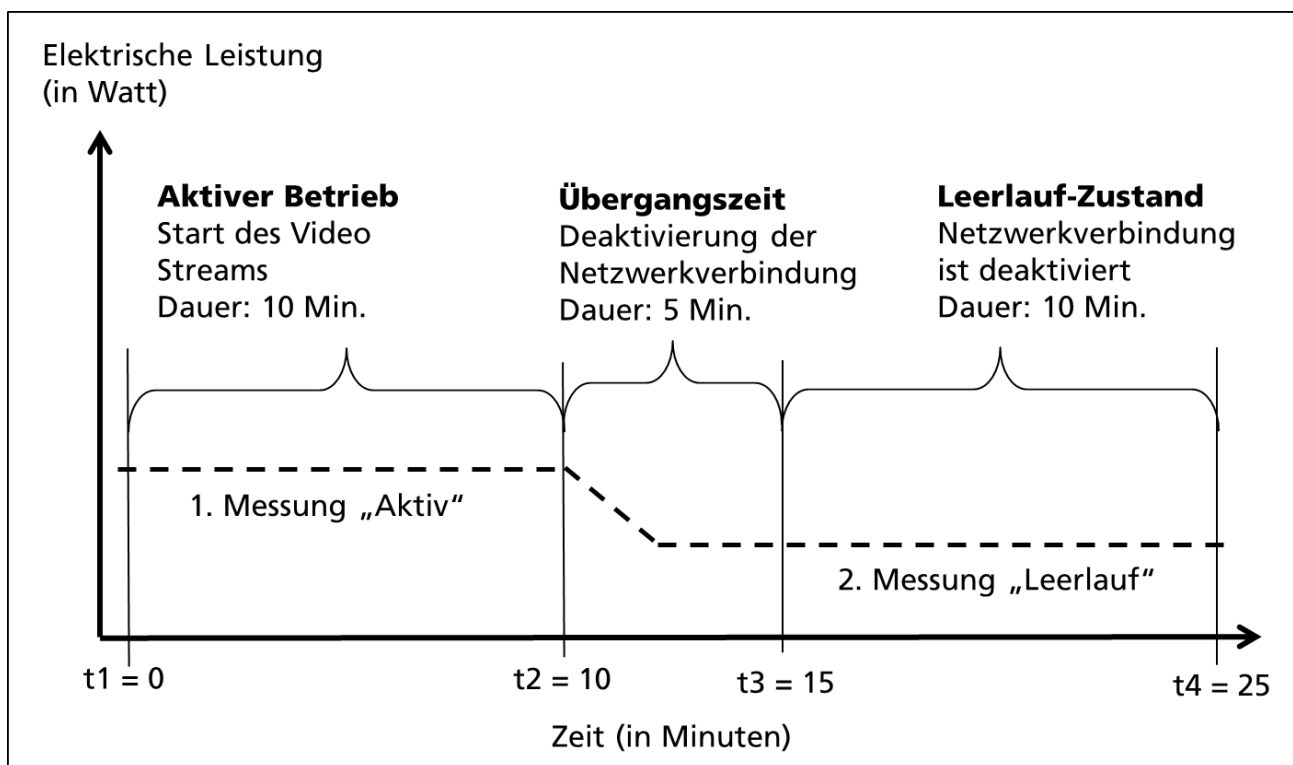 Elektrische Leistung
(in Watt)
Aktiver Betrieb
Start des Video
Streams
Dauer: 10 Min.
Übergangszeit
Deaktivierung der
Netzwerkverbindung
Dauer: 5 Min.
Leerlauf-Zustand
Netzwerkverbindung
ist deaktiviert
Dauer: 10 Min.
1. Messung „Aktiv“
2. Messung „Leerlauf“
t1 = 0
t2 = 10
t3 = 15
t4 = 25
Zeit (in Minuten)